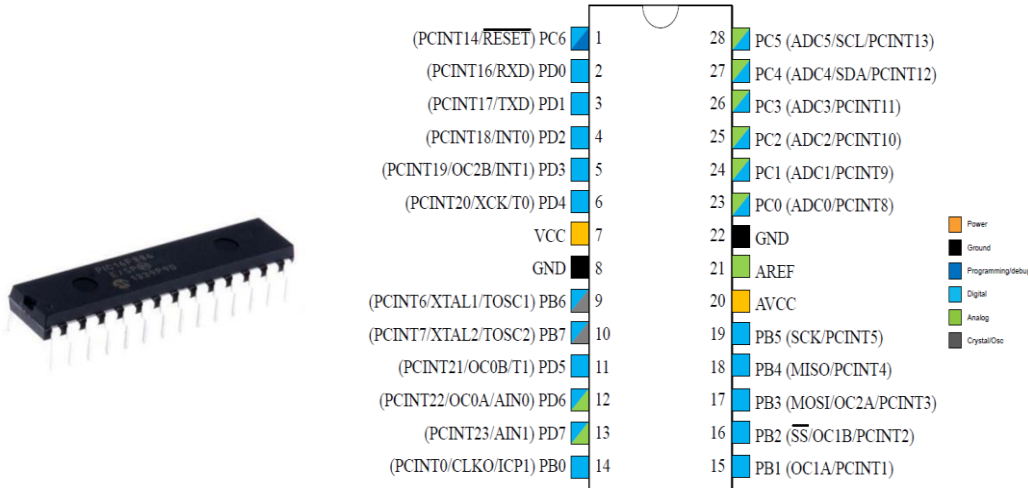 (PCINT14/RESET) PC6 1
(PCINT16/RXD) PD0 2
(PCINT17/TXD) PD1 3
(PCINT18/INT0) PD2 4
(PCINT19/OC2B/INT1) PD3 5
(PCINT20/XCK/T0) PD4 6
VCC 7
GND 8
(PCINT6/XTAL1/TOSC1) PB6 9
(PCINT7/XTAL2/TOSC2) PB7 10
(PCINT21/OC0B/T1) PD5 11
(PCINT22/OC0A/AIN0) PD6 12
(PCINT23/AIN1) PD7 13
(PCINT0/CLKO/ICP1) PB0 14
28 PC5 (ADC5/SCL/PCINT13)
27 PC4 (ADC4/SDA/PCINT12)
26 PC3 (ADC3/PCINT11)
25 PC2 (ADC2/PCINT10)
24 PC1 (ADC1/PCINT9)
23 PC0 (ADC0/PCINT8)
22 GND
21 AREF
20 AVCC
19 PB5 (SCK/PCINT5)
18 PB4 (MISO/PCINT4)
17 PB3 (MOSI/OC2A/PCINT3)
16 PB2 (SS/OC1B/PCINT2)
15 PB1 (OC1A/PCINT1)
Power
Ground
Programming/debug
Digital
Analog
Crystal/Osc